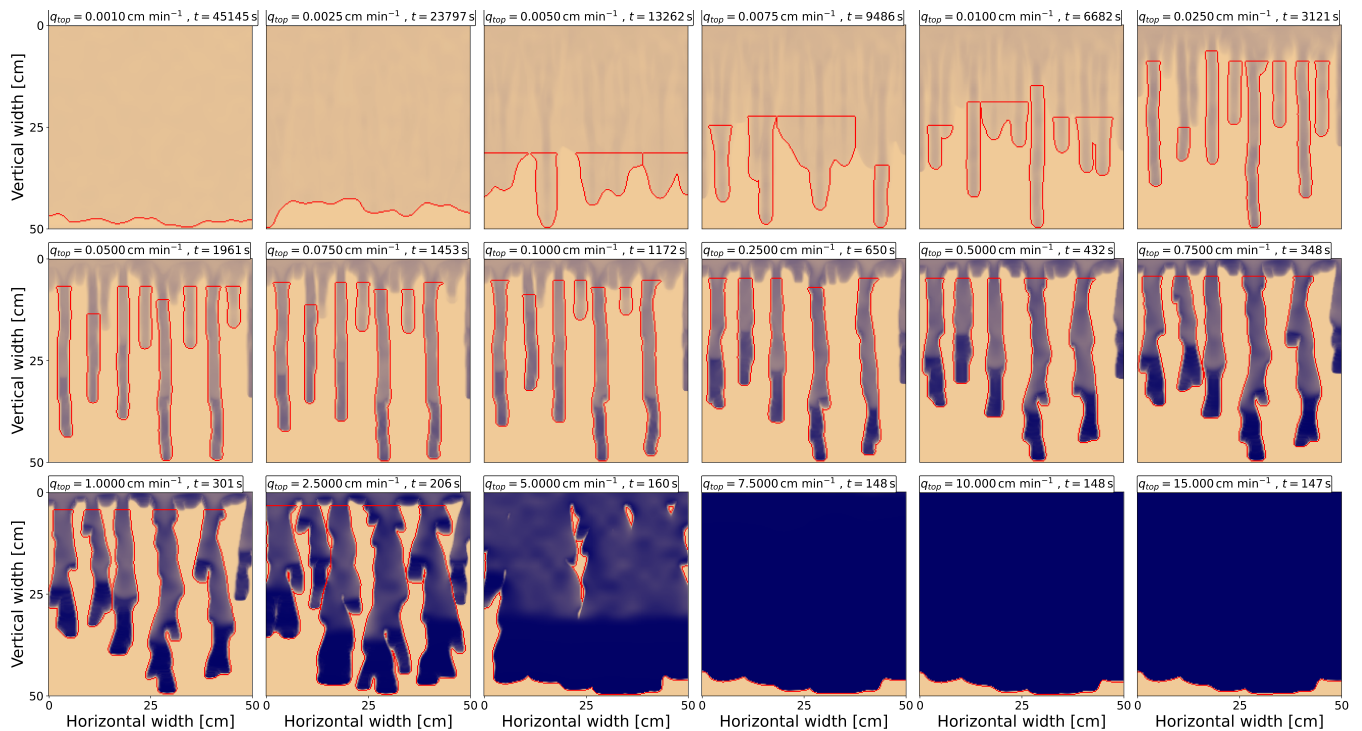 q_top = 0.0010 cm min⁻¹ , t = 45145 s
q_top = 0.0025 cm min⁻¹ , t = 23797 s
q_top = 0.0050 cm min⁻¹ , t = 13262 s
q_top = 0.0075 cm min⁻¹ , t = 9486 s
q_top = 0.0100 cm min⁻¹ , t = 6682 s
q_top = 0.0250 cm min⁻¹ , t = 3121 s
0
25
50
Vertical width [cm]
q_top = 0.0500 cm min⁻¹ , t = 1961 s
q_top = 0.0750 cm min⁻¹ , t = 1453 s
q_top = 0.1000 cm min⁻¹ , t = 1172 s
q_top = 0.2500 cm min⁻¹ , t = 650 s
q_top = 0.5000 cm min⁻¹ , t = 432 s
q_top = 0.7500 cm min⁻¹ , t = 348 s
0
25
50
Vertical width [cm]
q_top = 1.0000 cm min⁻¹ , t = 301 s
q_top = 2.5000 cm min⁻¹ , t = 206 s
q_top = 5.0000 cm min⁻¹ , t = 160 s
q_top = 7.5000 cm min⁻¹ , t = 148 s
q_top = 10.000 cm min⁻¹ , t = 148 s
q_top = 15.000 cm min⁻¹ , t = 147 s
0
25
50
Vertical width [cm]
0 25 50
0 25 50
0 25 50
0 25 50
0 25 50
0 25 50
Horizontal width [cm]
Horizontal width [cm]
Horizontal width [cm]
Horizontal width [cm]
Horizontal width [cm]
Horizontal width [cm]